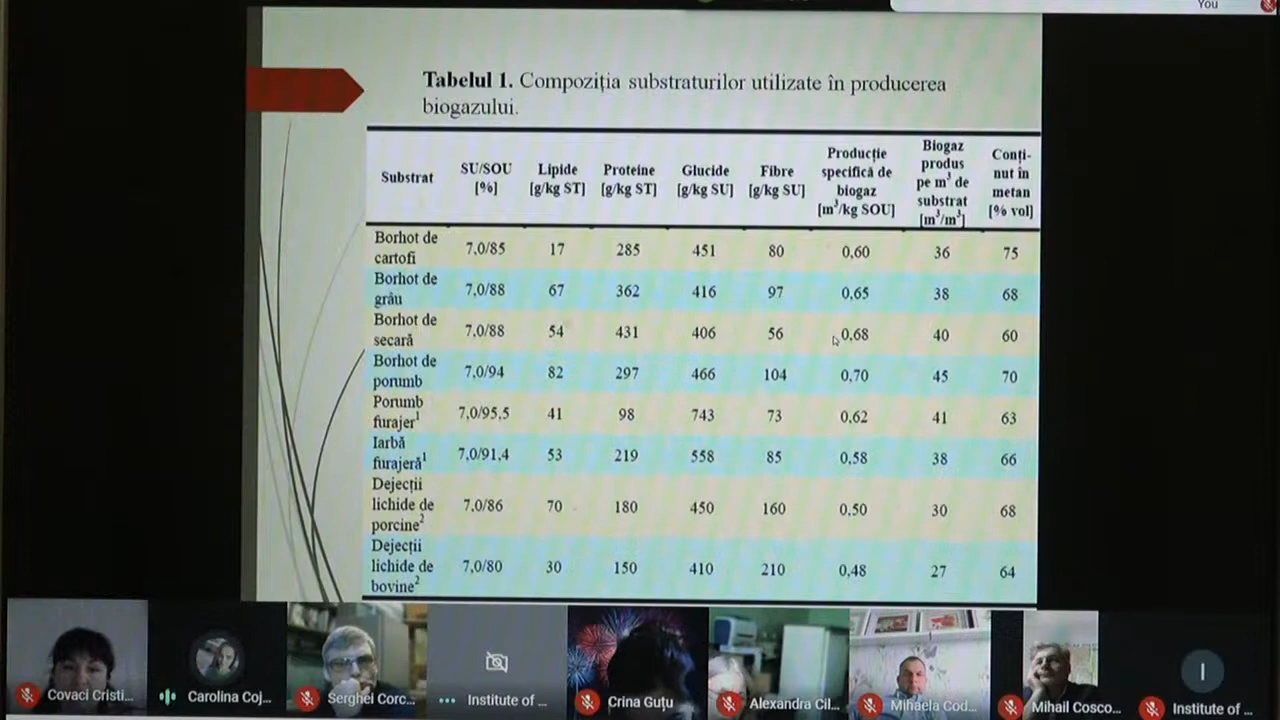 You
Tabelul 1. Compoziția substraturilor utilizate în producerea
biogazului.
Substrat SU/SOU [%] Lipide [g/kg ST] Proteine [g/kg ST] Glucide [g/kg SU] Fibre [g/kg SU] Producție specifică de biogaz [m³/kg SOU] Biogaz produs pe m³ de substrat [m³/m³] Conți-nut în metan [% vol]
Borhot de cartofi 7,0/85 17 285 451 80 0,60 36 75
Borhot de grâu 7,0/88 67 362 416 97 0,65 38 68
Borhot de secară 7,0/88 54 431 406 56 0,68 40 60
Borhot de porumb 7,0/94 82 297 466 104 0,70 45 70
Porumb furajer¹ 7,0/95,5 41 98 743 73 0,62 41 63
Iarbă furajeră¹ 7,0/91,4 53 219 558 85 0,58 38 66
Dejecții lichide de porcine² 7,0/86 70 180 450 160 0,50 30 68
Dejecții lichide de bovine² 7,0/80 30 150 410 210 0,48 27 64
Covaci Cristi...
Carolina Coj...
Serghei Corc...
Institute of ...
Crina Guțu
Alexandra Cil...
Mihaela Cod...
Mihail Cosco...
I
Institute of ...